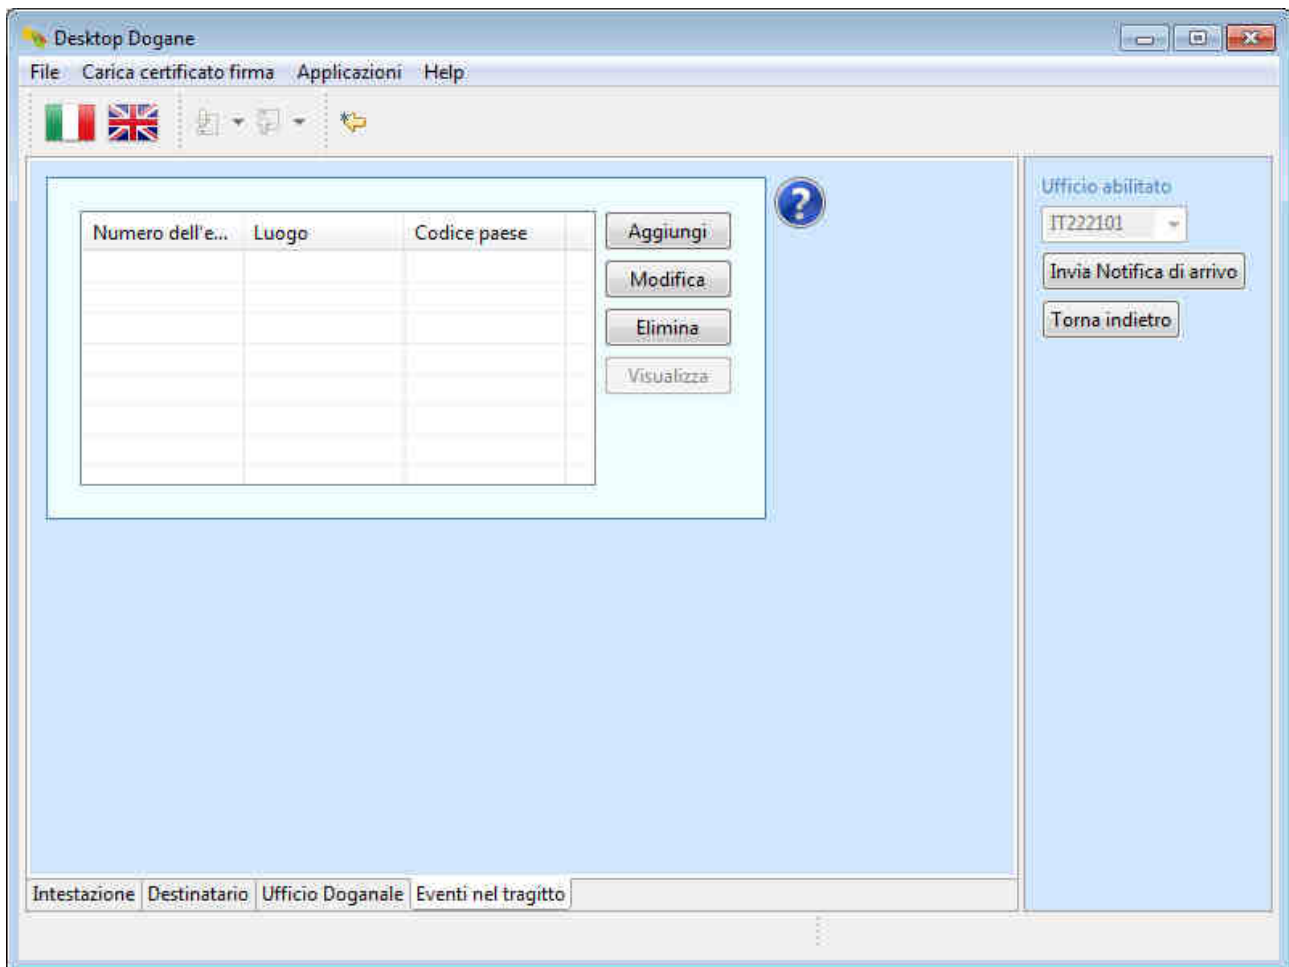 Desktop Dogane
File Carica certificato firma Applicazioni Help
Numero dell'e... Luogo Codice paese
Aggiungi
Modifica
Elimina
Visualizza
?
Ufficio abilitato
IT222101
Invia Notifica di arrivo
Torna indietro
Intestazione Destinatario Ufficio Doganale Eventi nel tragitto